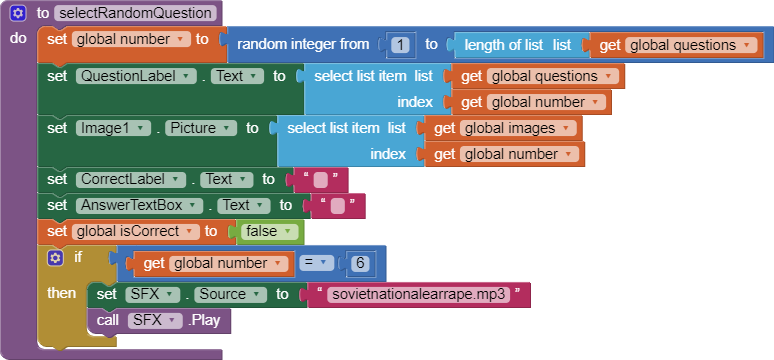 to selectRandomQuestion
do set global number to random integer from 1 to length of list list get global questions
set QuestionLabel . Text to select list item list get global questions
index get global number
set Image1 . Picture to select list item list get global images
index get global number
set CorrectLabel . Text to “ ”
set AnswerTextBox . Text to “ ”
set global isCorrect to false
if get global number = 6
then set SFX . Source to “ sovietnationalearrape.mp3 ”
call SFX .Play